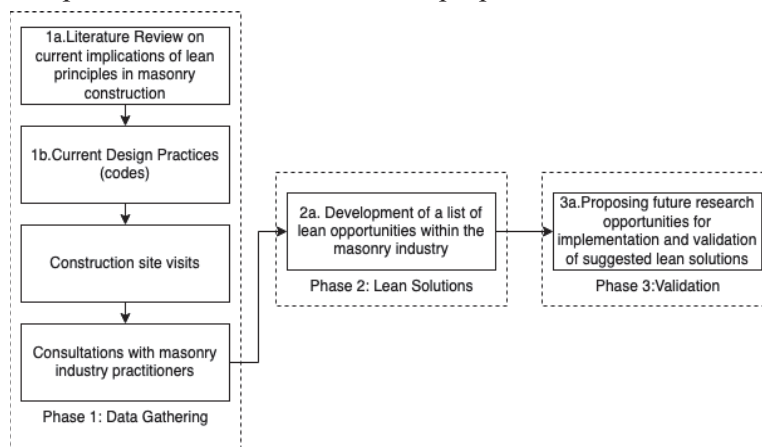 1a.Literature Review on
current implications of lean
principles in masonry
construction
1b.Current Design Practices
(codes)
Construction site visits
Consultations with masonry
industry practitioners
Phase 1: Data Gathering
2a. Development of a list of
lean opportunities within the
masonry industry
Phase 2: Lean Solutions
3a.Proposing future research
opportunities for
implementation and validation
of suggested lean solutions
Phase 3:Validation